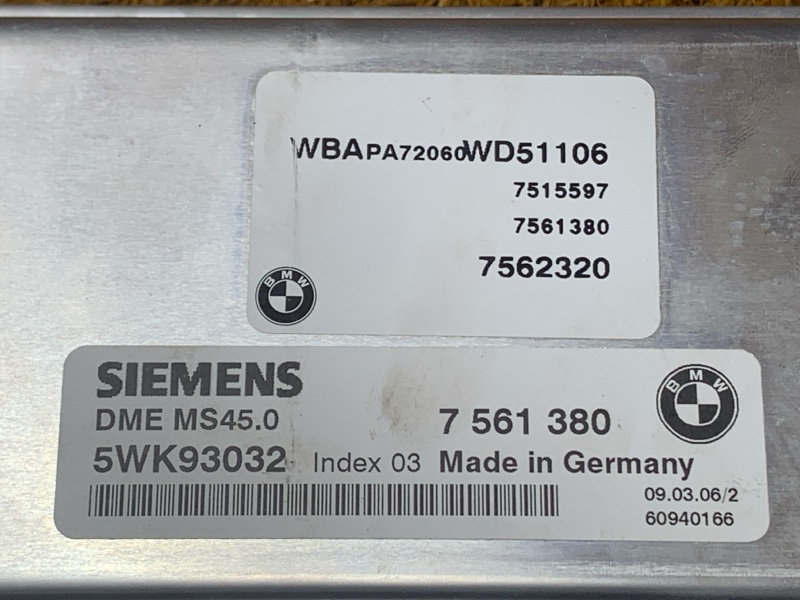 WBAPA72060WD51106
7515597
7561380
7562320
BMW
SIEMENS
BMW
DME MS45.0 7 561 380
5WK93032 Index 03 Made in Germany
09.03.06/2
60940166